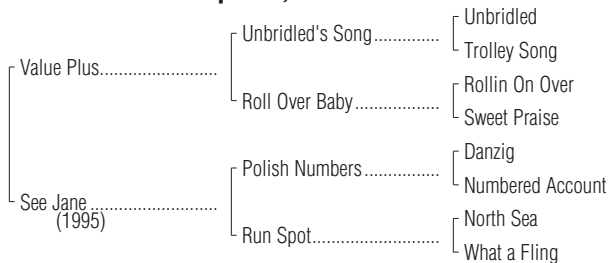 Unbridled
Unbridled's Song..............
Trolley Song
Value Plus..........................
Rollin On Over
Roll Over Baby..................
Sweet Praise
Danzig
Polish Numbers................
Numbered Account
See Jane............................
(1995)
North Sea
Run Spot...........................
What a Fling